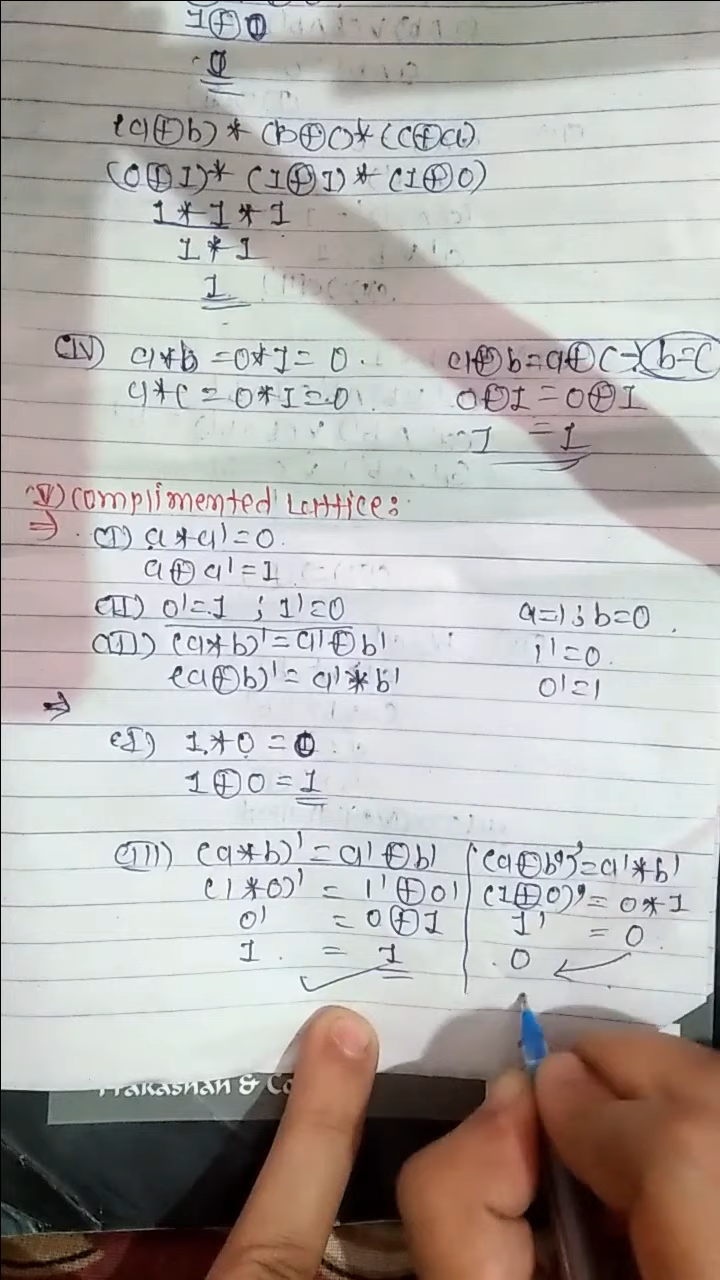 1⊕0
0
(a⊕b) * (b⊕c) * (c⊕a)
(0⊕1) * (1⊕1) * (1⊕0)
1 * 1 * 1
1 * 1
1
(IV) a*b = 0*1 = 0. a⊕b = a⊕c → b=c
a*c = 0*1 = 0. 0⊕1 = 0⊕1
1 = 1
V) Complimented Lattice:
⇒ (I) a*a' = 0.
a⊕a' = 1
(II) 0'=1 ; 1'=0 a=1; b=0.
(III) (a*b)' = a'⊕b' 1'=0.
(a⊕b)' = a'*b' 0'=1
⇒
(I) 1*0 = 0
1⊕0 = 1
(III) (a*b)' = a'⊕b' (a⊕b')' = a'*b'
(1*0)' = 1'⊕0' (1⊕0)' = 0*1
0' = 0⊕1 1' = 0.
1. = 1 0
Prakashan & Co